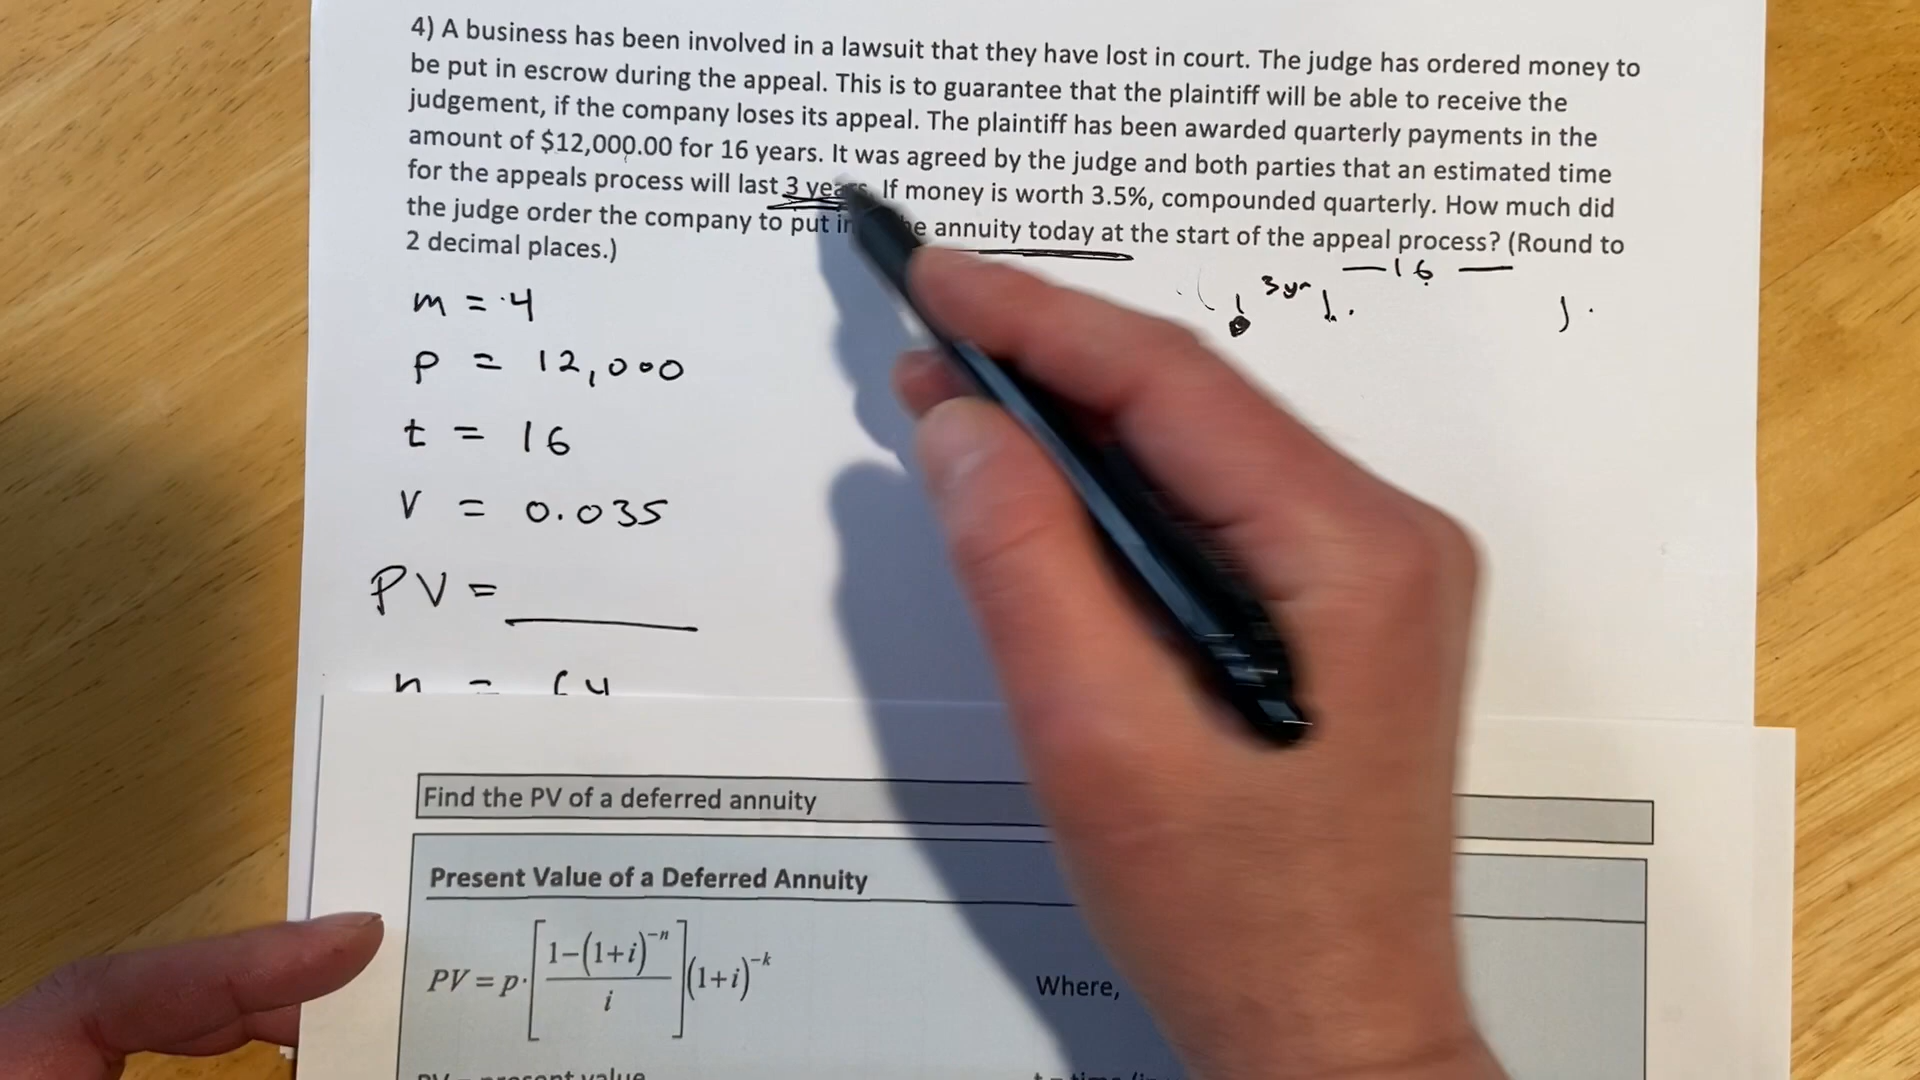 4) A business has been involved in a lawsuit that they have lost in court. The judge has ordered money to
be put in escrow during the appeal. This is to guarantee that the plaintiff will be able to receive the
judgement, if the company loses its appeal. The plaintiff has been awarded quarterly payments in the
amount of $12,000.00 for 16 years. It was agreed by the judge and both parties that an estimated time
for the appeals process will last 3 years. If money is worth 3.5%, compounded quarterly. How much did
the judge order the company to put in annuity today at the start of the appeal process? (Round to
2 decimal places.)
3yr 16
m = 4
p = 12,000
t = 16
r = 0.035
PV =
n =
Find the PV of a deferred annuity
Present Value of a Deferred Annuity
PV = p·[(1-(1+i)^-n)/i](1+i)^-k
Where,